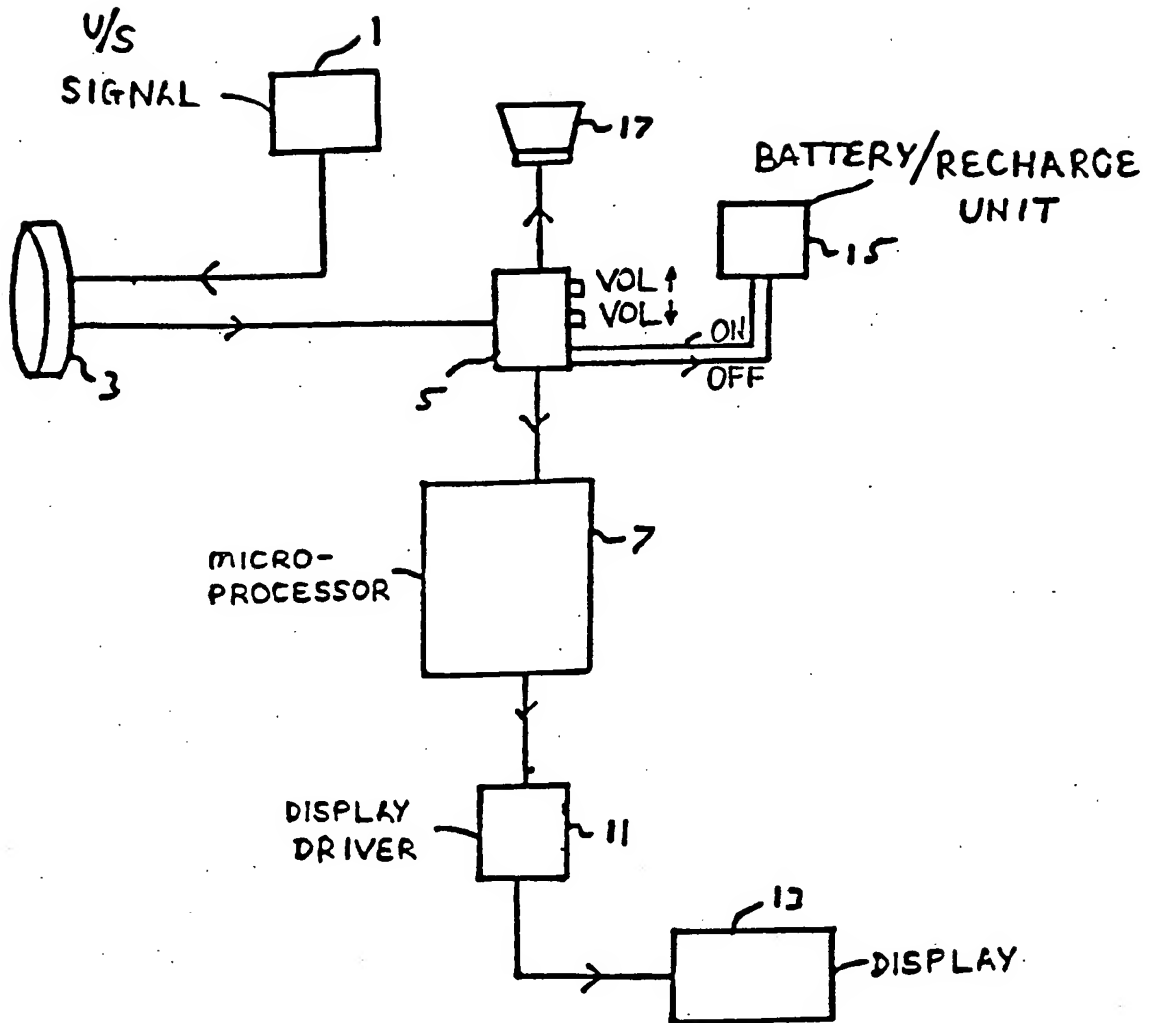 U/S
SIGNAL
1
17
BATTERY/RECHARGE
UNIT
15
VOL↑
VOL↓
ON
OFF
3
5
7
MICRO-
PROCESSOR
DISPLAY
DRIVER
11
13
DISPLAY